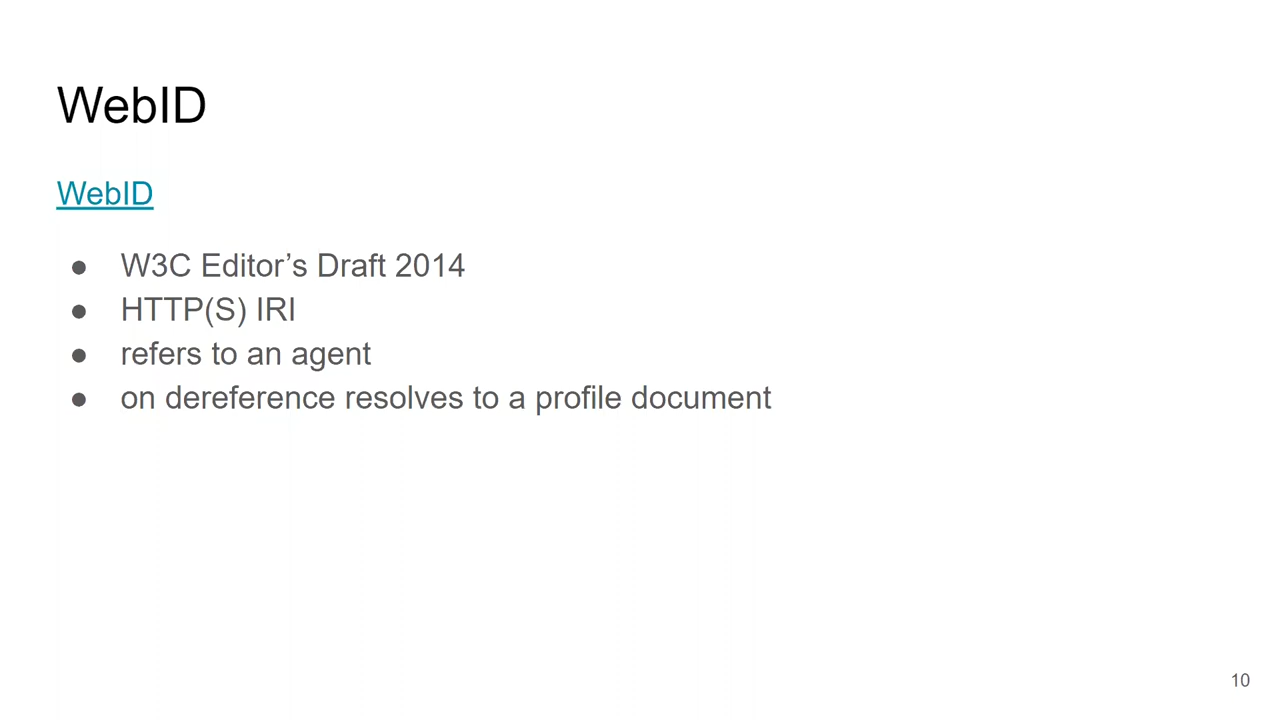 WebID
WebID
● W3C Editor’s Draft 2014
● HTTP(S) IRI
● refers to an agent
● on dereference resolves to a profile document
10